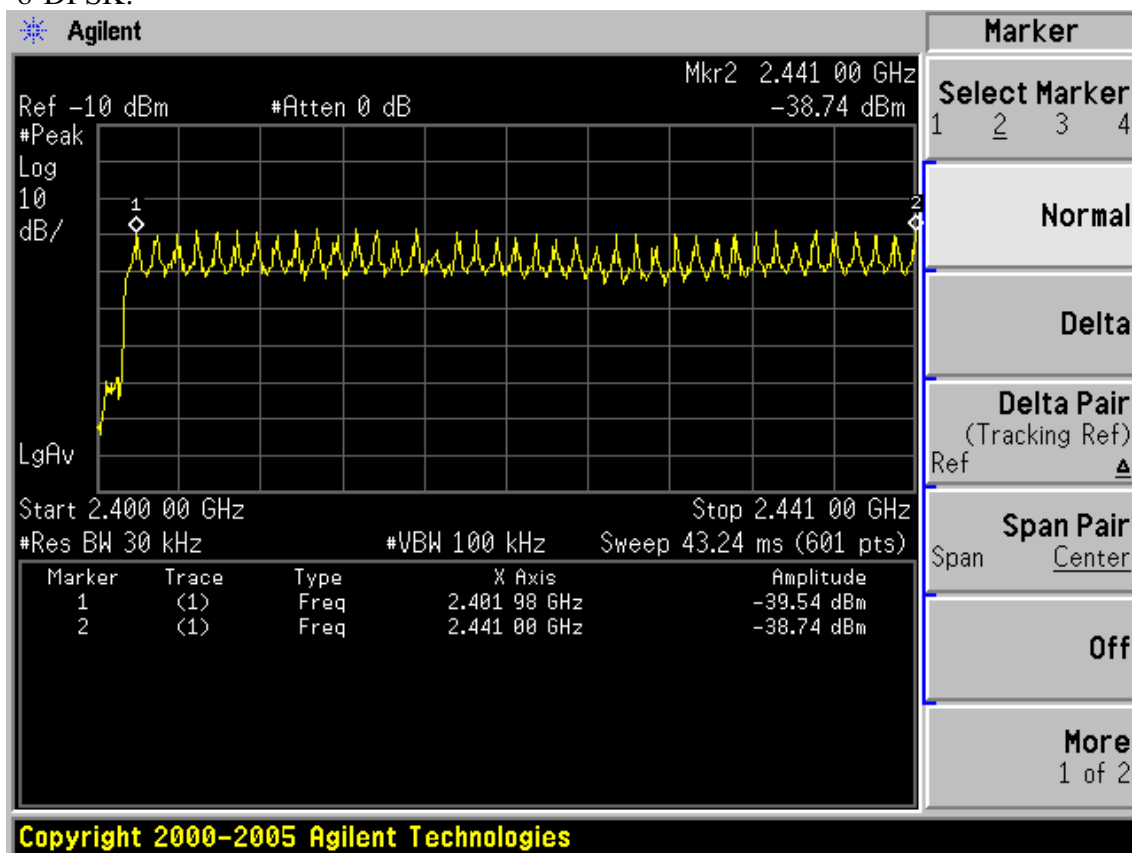 8-DPSK:
Agilent
Marker
Mkr2 2.441 00 GHz
Ref -10 dBm #Atten 0 dB -38.74 dBm
#Peak
Log
10
dB/
1
2
LgAv
Start 2.400 00 GHz Stop 2.441 00 GHz
#Res BW 30 kHz #VBW 100 kHz Sweep 43.24 ms (601 pts)
Marker Trace Type X Axis Amplitude
1 (1) Freq 2.401 98 GHz -39.54 dBm
2 (1) Freq 2.441 00 GHz -38.74 dBm
Select Marker
1 2 3 4
Normal
Delta
Delta Pair
(Tracking Ref)
Ref Δ
Span Pair
Span Center
Off
More
1 of 2
Copyright 2000-2005 Agilent Technologies